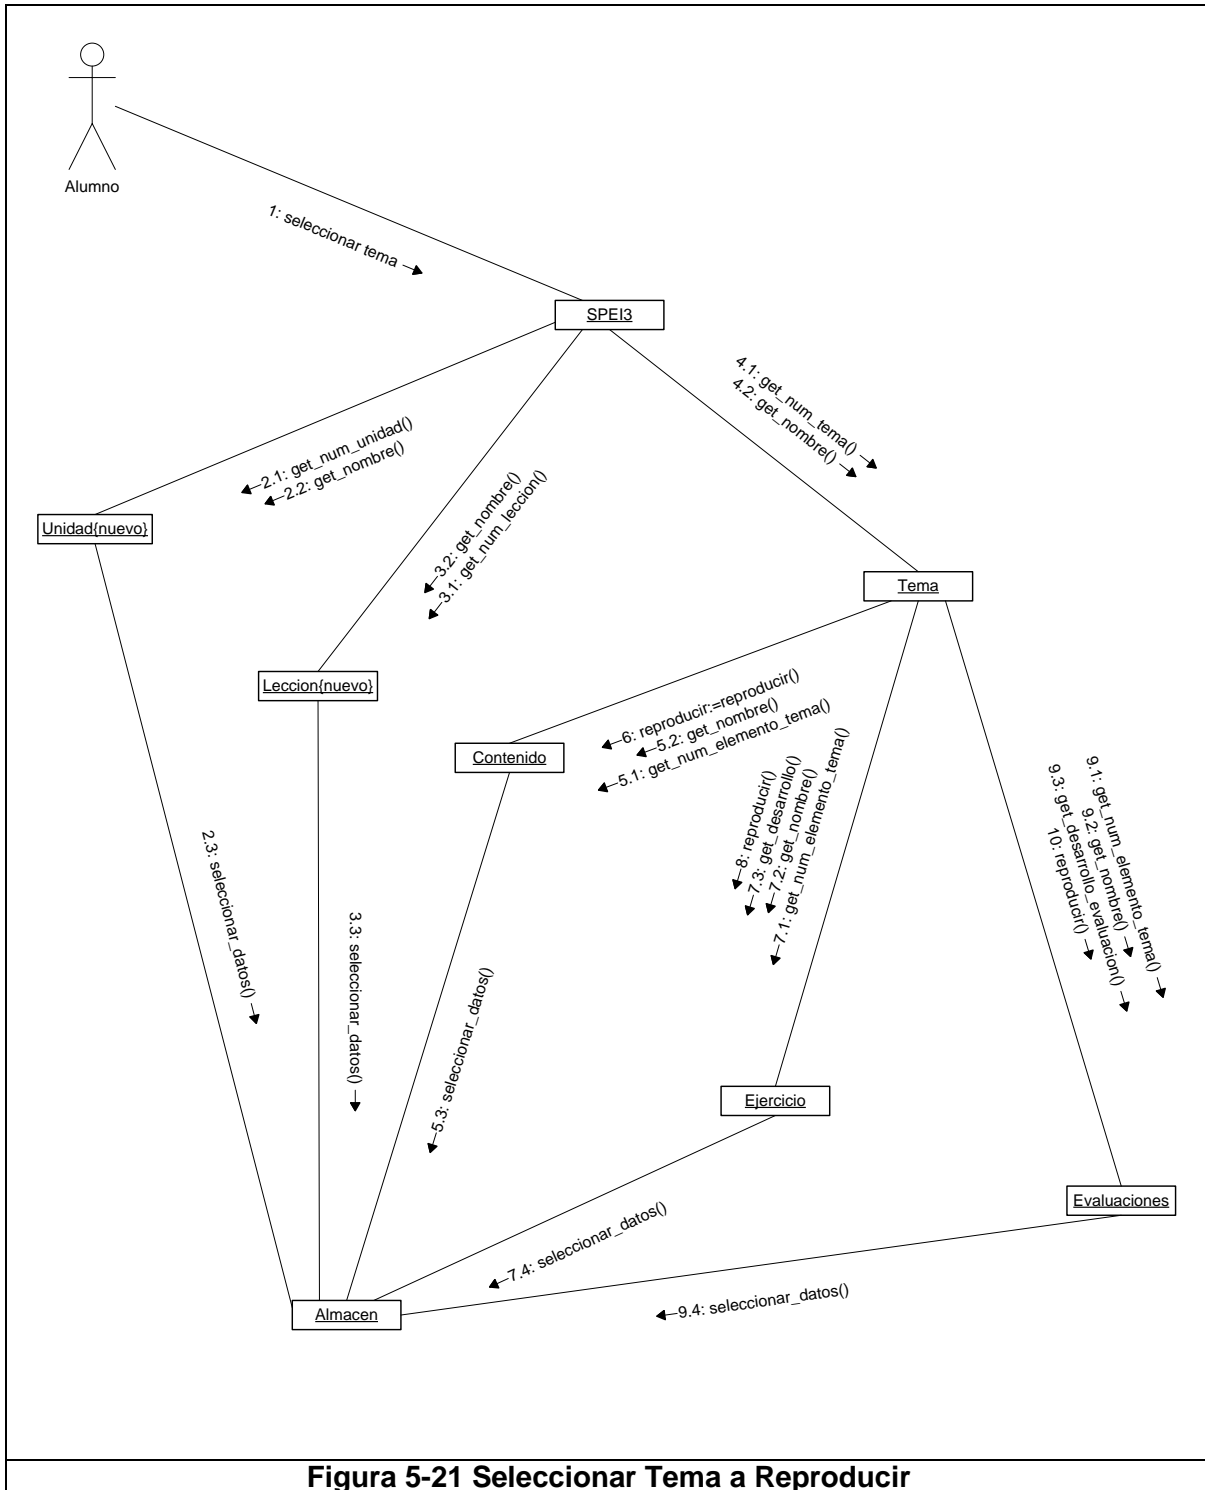 Alumno
1: seleccionar tema
SPEI3
4.1: get_num_tema()
4.2: get_nombre()
2.1: get_num_unidad()
2.2: get_nombre()
3.2: get_nombre()
3.1: get_num_leccion()
Unidad{nuevo}
Tema
Leccion{nuevo}
6: reproducir:=reproducir()
5.2: get_nombre()
5.1: get_num_elemento_tema()
Contenido
8: reproducir()
7.3: get_desarrollo()
7.2: get_nombre()
7.1: get_num_elemento_tema()
9.1: get_num_elemento_tema()
9.2: get_nombre()
9.3: get_desarrollo_evaluacion()
10: reproducir()
2.3: seleccionar_datos()
3.3: seleccionar_datos()
5.3: seleccionar_datos()
Ejercicio
Evaluaciones
7.4: seleccionar_datos()
9.4: seleccionar_datos()
Almacen
Figura 5-21 Seleccionar Tema a Reproducir